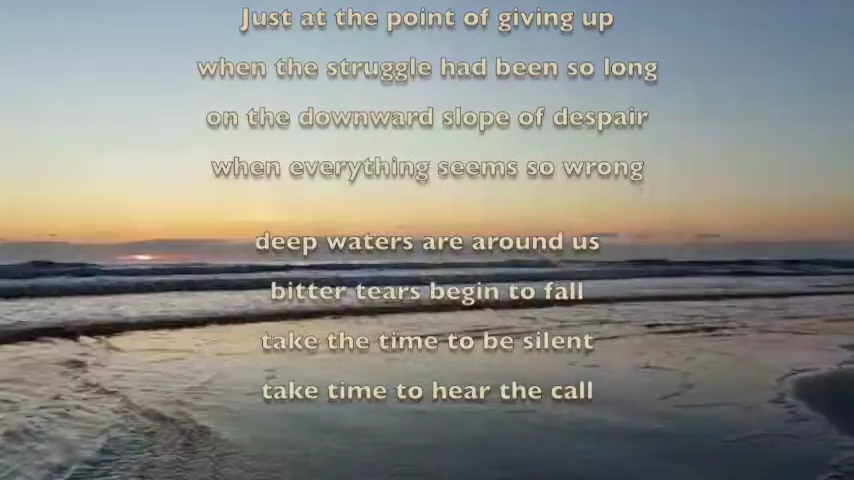 Just at the point of giving up
when the struggle had been so long
on the downward slope of despair
when everything seems so wrong
deep waters are around us
bitter tears begin to fall
take the time to be silent
take time to hear the call